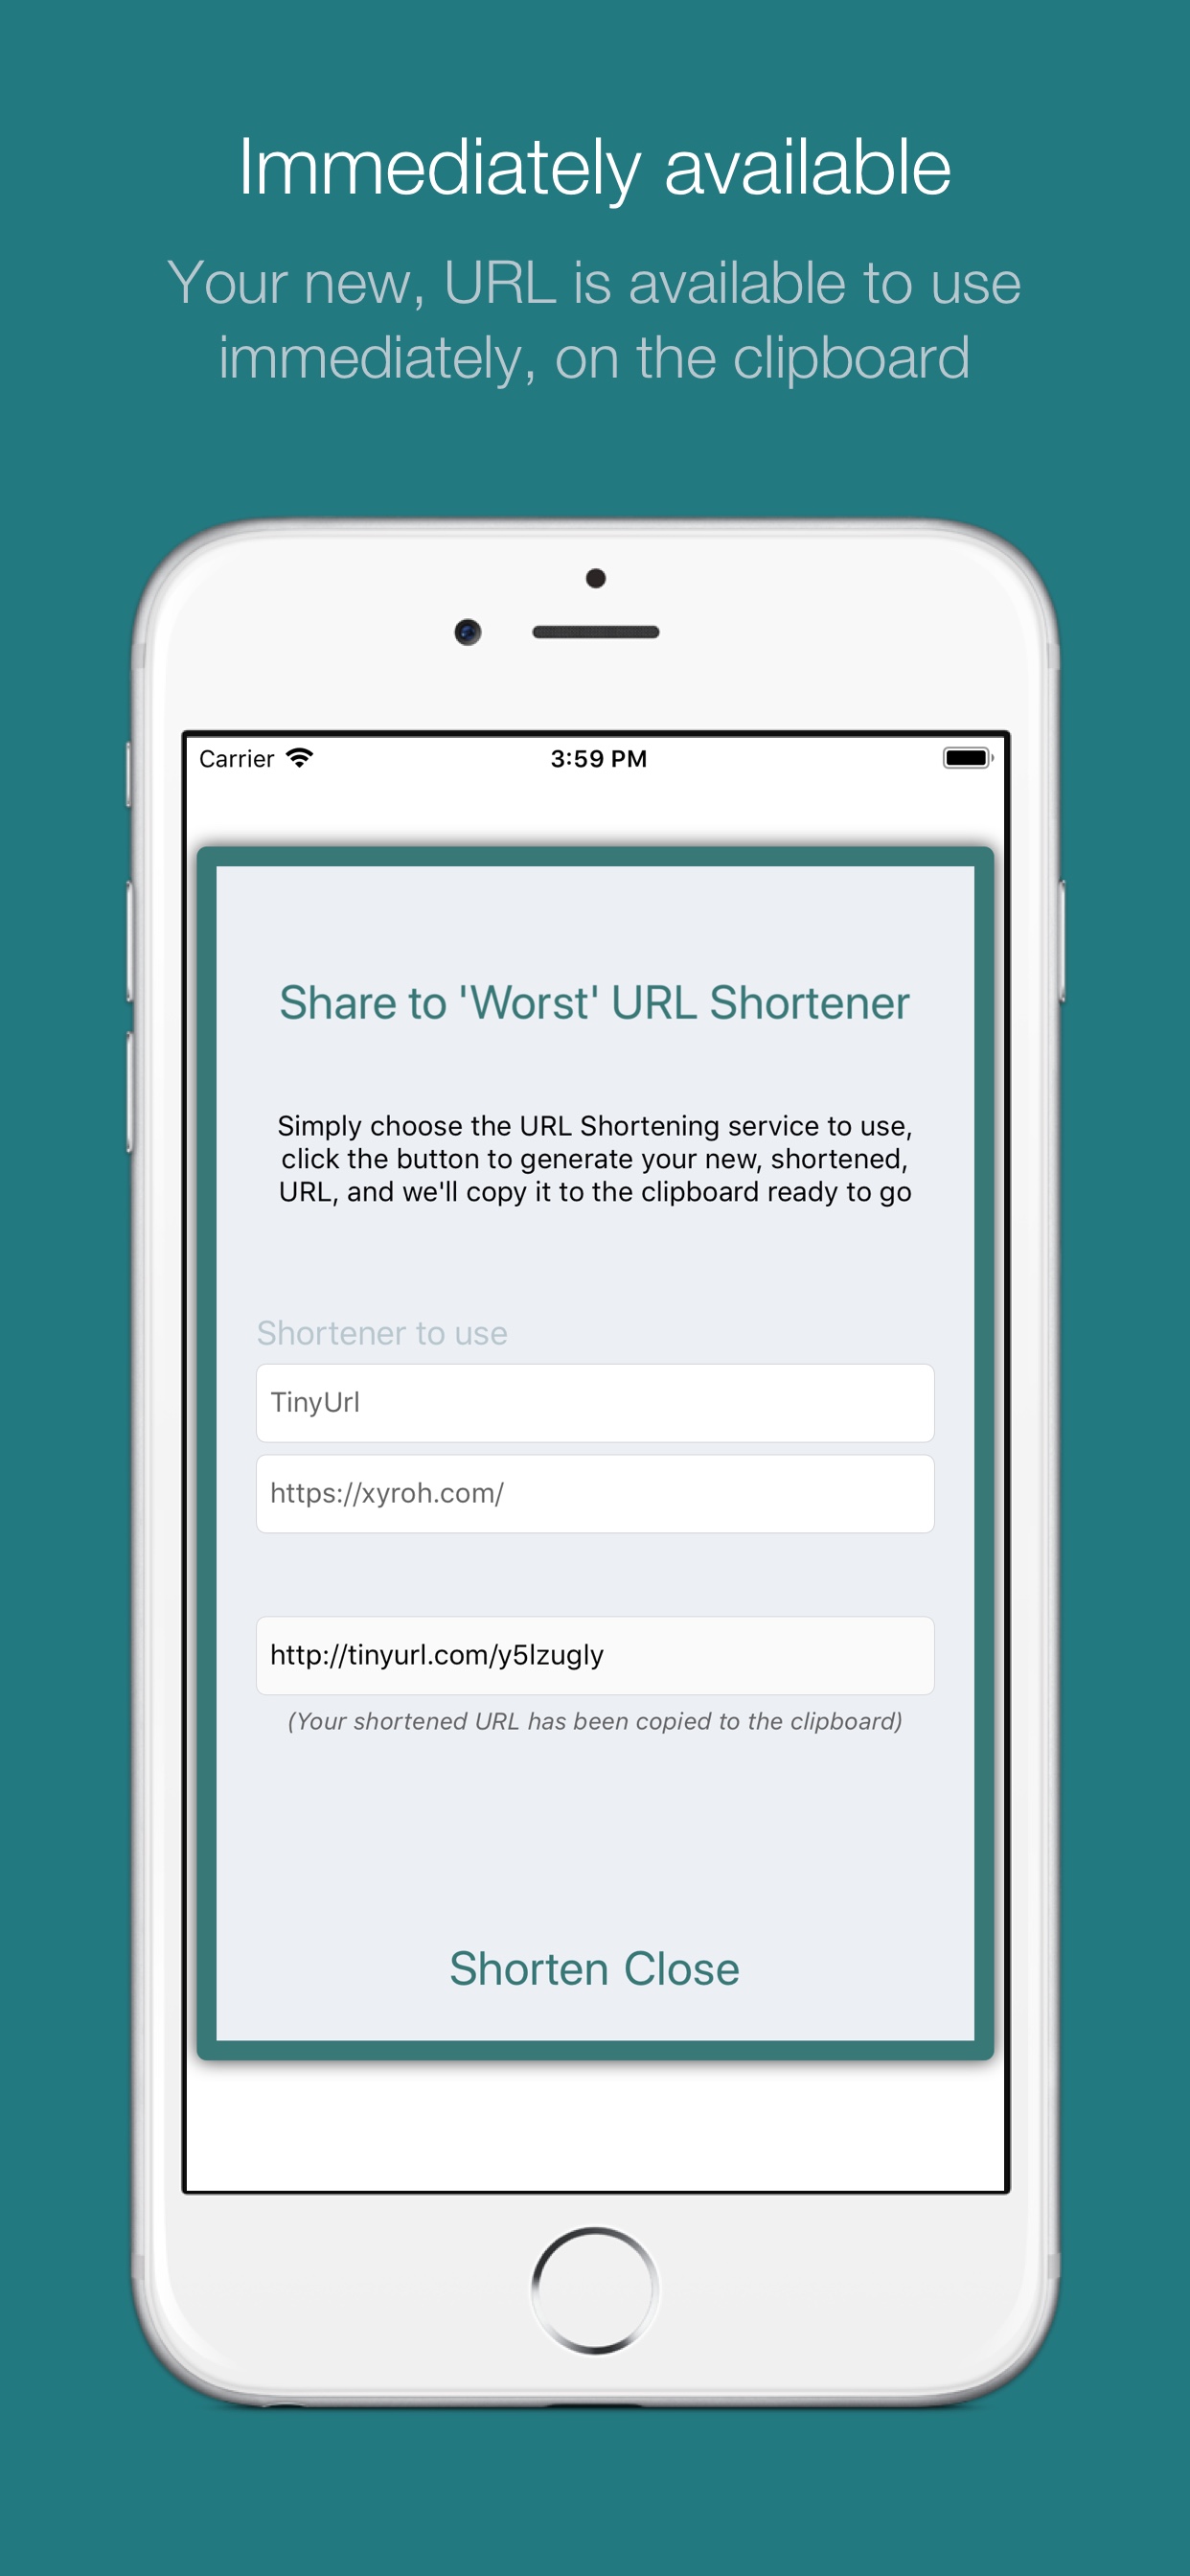 Immediately available
Your new, URL is available to use
immediately, on the clipboard
Carrier 3:59 PM
Share to 'Worst' URL Shortener
Simply choose the URL Shortening service to use,
click the button to generate your new, shortened,
URL, and we'll copy it to the clipboard ready to go
Shortener to use
TinyUrl
https://xyroh.com/
http://tinyurl.com/y5lzugly
(Your shortened URL has been copied to the clipboard)
Shorten Close